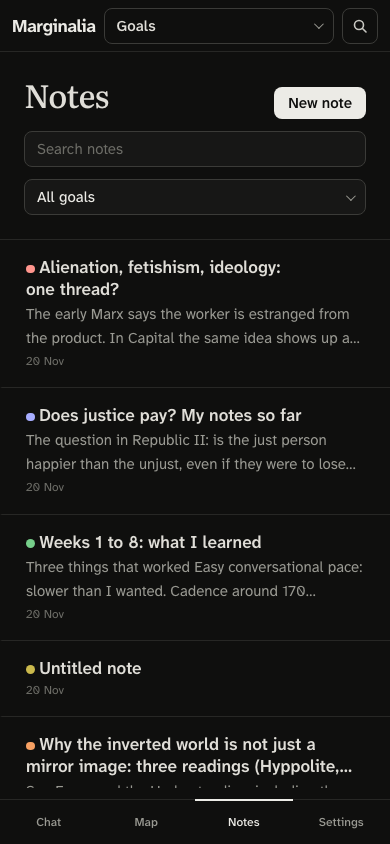 Marginalia
Goals
Notes
New note
Search notes
All goals
Alienation, fetishism, ideology:
one thread?
The early Marx says the worker is estranged from
the product. In Capital the same idea shows up a...
20 Nov
Does justice pay? My notes so far
The question in Republic II: is the just person
happier than the unjust, even if they were to lose...
20 Nov
Weeks 1 to 8: what I learned
Three things that worked Easy conversational pace:
slower than I wanted. Cadence around 170...
20 Nov
Untitled note
20 Nov
Why the inverted world is not just a
mirror image: three readings (Hyppolite,...
Chat
Map
Notes
Settings